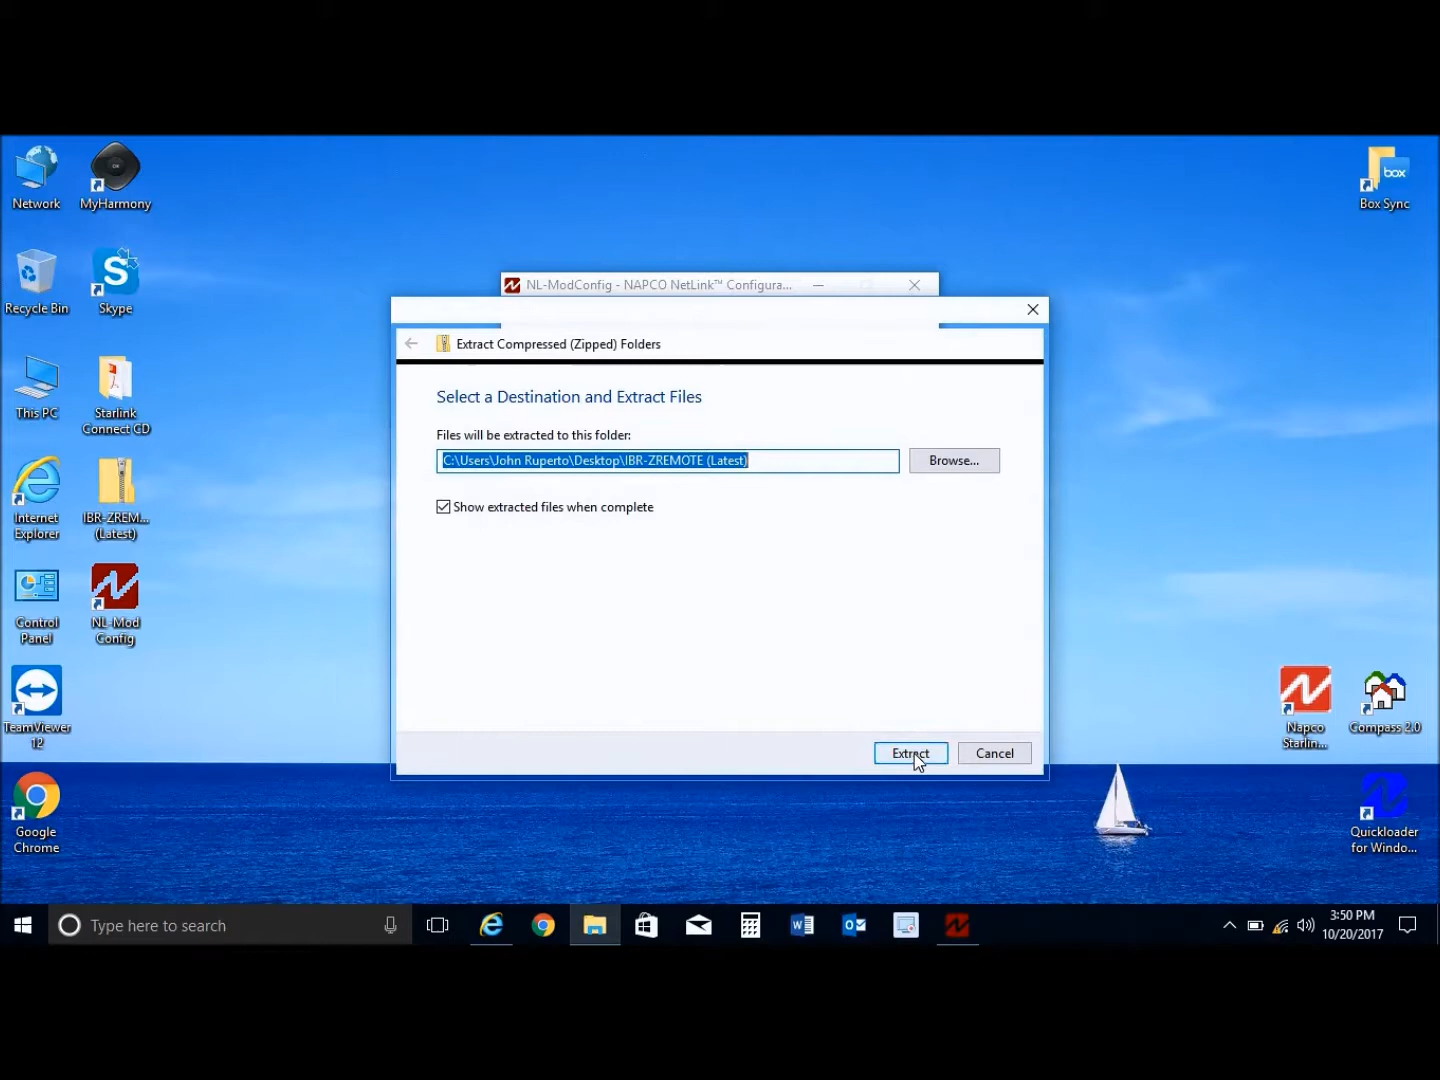 Network
MyHarmony
Box Sync
box
OK
Recycle Bin
S
Skype
NL-ModConfig - NAPCO NetLink™ Configura...
Extract Compressed (Zipped) Folders
This PC
Starlink
Connect CD
Select a Destination and Extract Files
Files will be extracted to this folder:
C:\Users\John Ruperto\Desktop\IBR-ZREMOTE (Latest)
Browse...
Internet
Explorer
IBR-ZREM...
(Latest)
Show extracted files when complete
Control
Panel
NL-Mod
Config
TeamViewer
12
Napco
Starlin...
Compass 2.0
Extract
Cancel
Google
Chrome
Quickloader
for Windo...
Type here to search
3:50 PM
10/20/2017